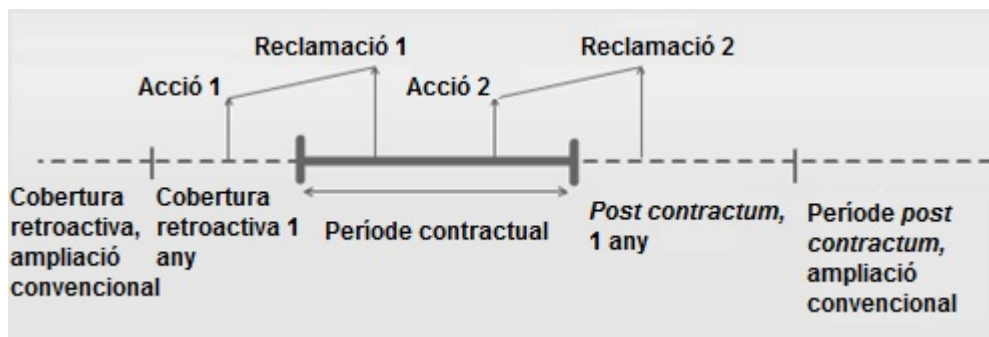 Reclamació 1
Reclamació 2
Acció 1
Acció 2
Cobertura
retroactiva,
ampliació
convencional
Cobertura
retroactiva 1
any
Període contractual
Post contractum,
1 any
Període post
contractum,
ampliació
convencional